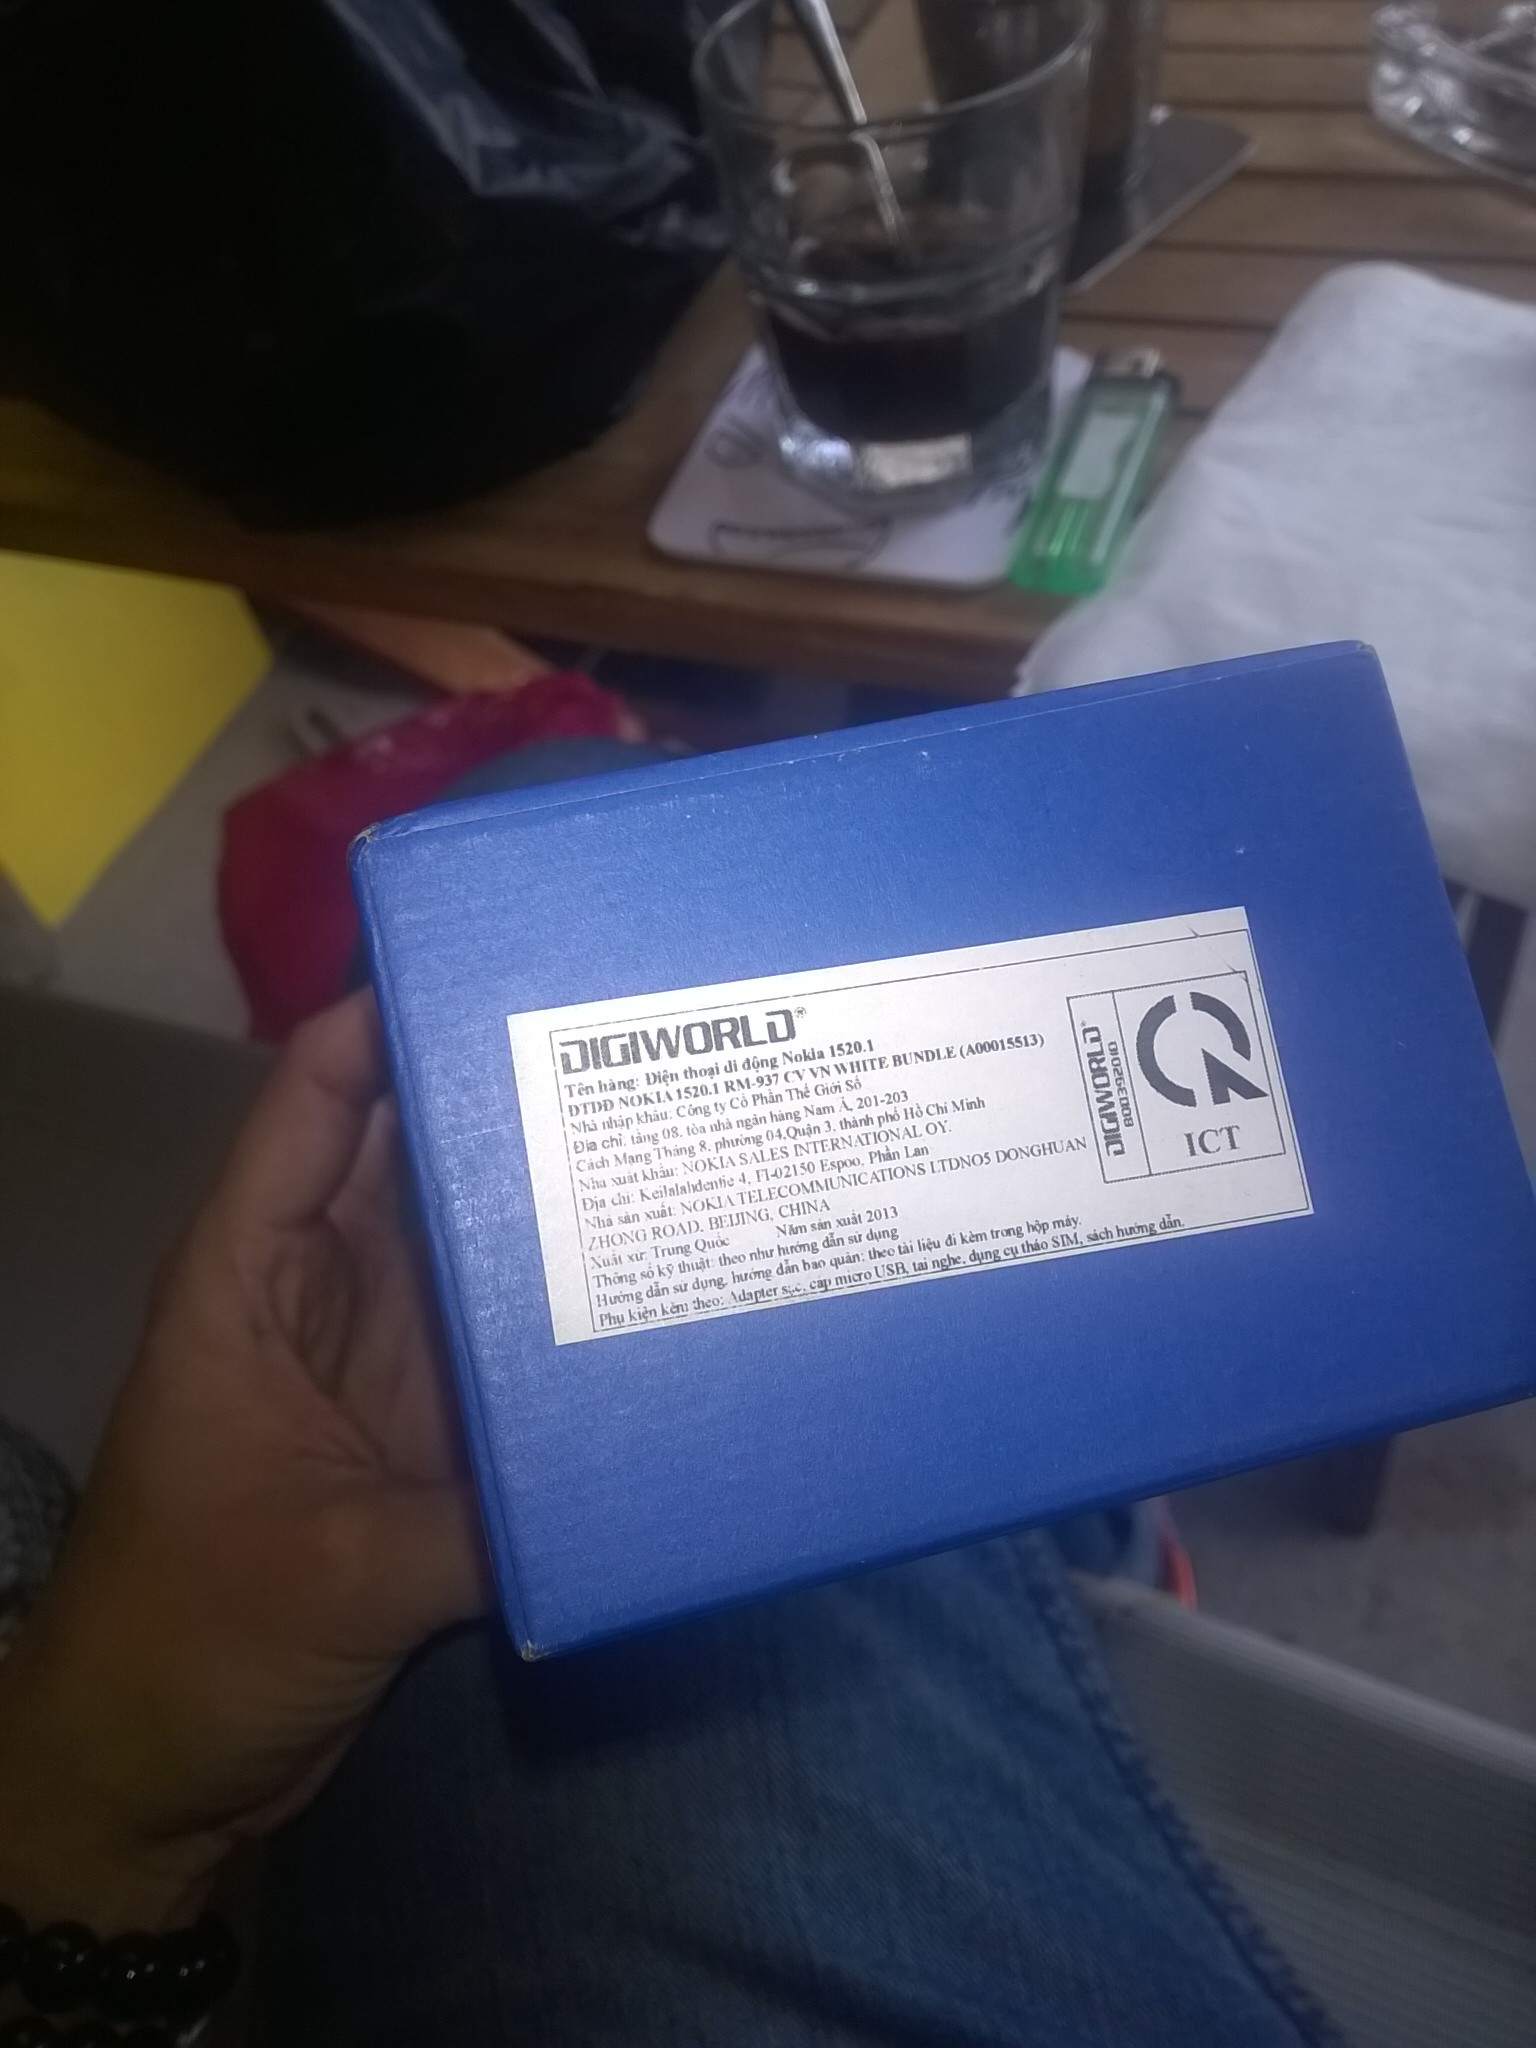 DIGIWORLD®
Tên hàng: Điện thoại di động Nokia 1520.1
ĐTDĐ NOKIA 1520.1 RM-937 CV VN WHITE BUNDLE (A00015513)
Nhà nhập khẩu: Công ty Cổ Phần Thế Giới Số
Địa chỉ: tầng 08, tòa nhà ngân hàng Nam Á, 201-203
Cách Mạng Tháng 8, phường 04,Quận 3, thành phố Hồ Chí Minh
Nhà xuất khẩu: NOKIA SALES INTERNATIONAL OY.
Địa chỉ: Keilalahdentie 4, FI-02150 Espoo, Phần Lan
Nhà sản xuất: NOKIA TELECOMMUNICATIONS LTDNO5 DONGHUAN
ZHONG ROAD, BEIJING, CHINA
Xuất xứ: Trung Quốc Năm sản xuất 2013
Thông số kỹ thuật: theo như hướng dẫn sử dụng
Hướng dẫn sử dụng, hướng dẫn bảo quản: theo tài liệu đi kèm trong hộp máy.
Phụ kiện kèm theo: Adapter sạc, cáp micro USB, tai nghe, dụng cụ tháo SIM, sách hướng dẫn.
DIGIWORLD®
B00392010
ICT